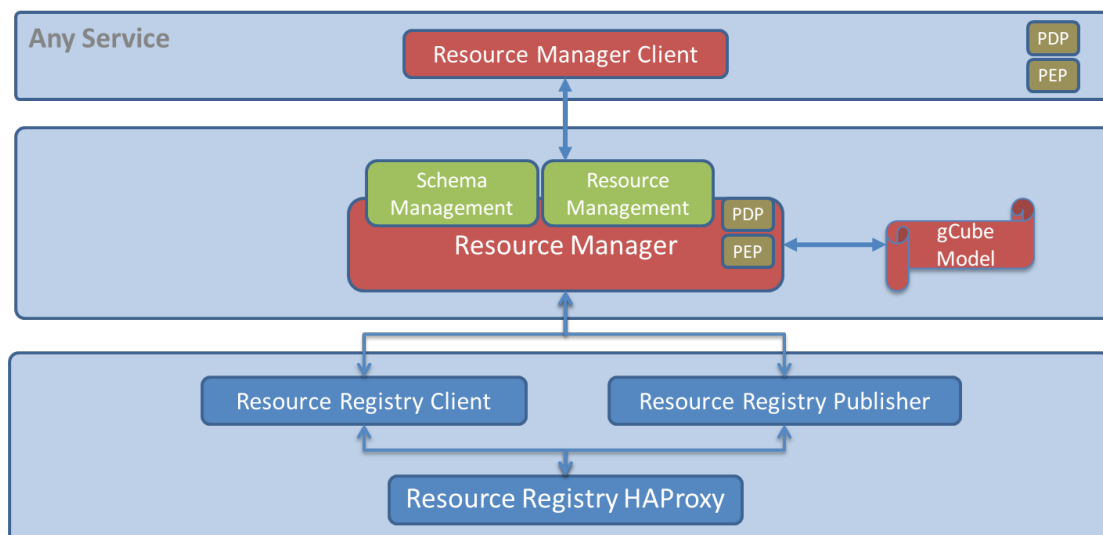 Any Service
Resource Manager Client
PDP
PEP
Schema
Management
Resource
Management
PDP
Resource Manager
PEP
gCube
Model
Resource Registry Client
Resource Registry Publisher
Resource Registry HAProxy